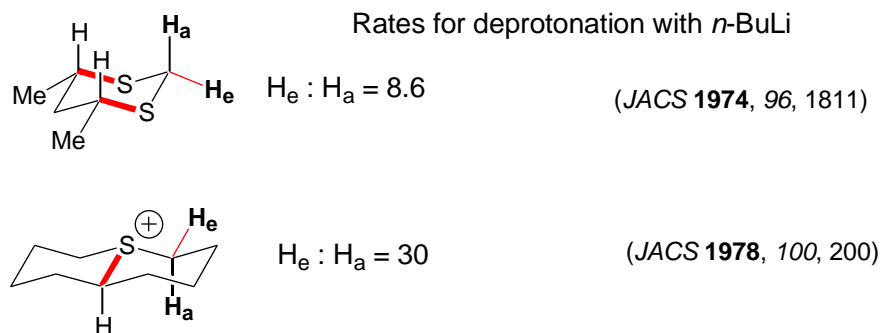 Rates for deprotonation with n-BuLi
H
Ha
H
S
Me
He
S
Me
He : Ha = 8.6
(JACS 1974, 96, 1811)
He
S
+
Ha
H
He : Ha = 30
(JACS 1978, 100, 200)